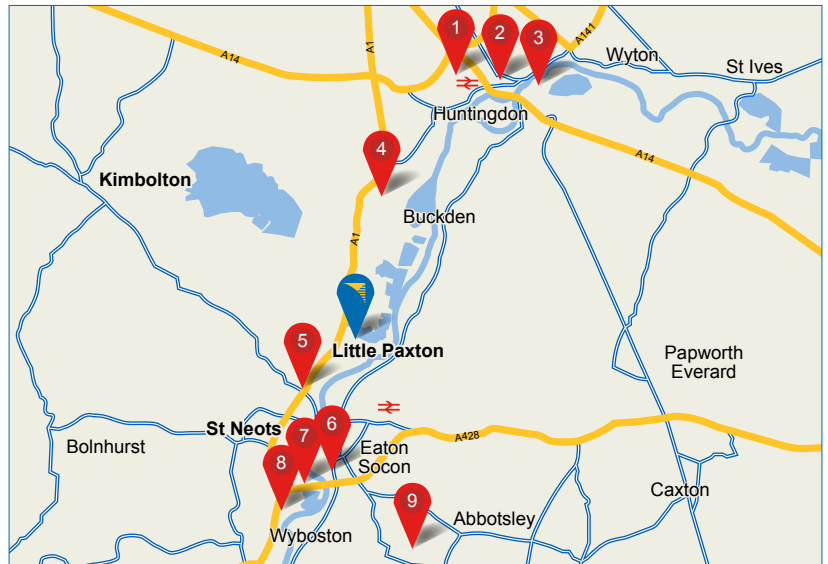 1
2
3
A14
A1
A141
Wyton
St Ives
Huntingdon
4
A14
Kimbolton
Buckden
A1
5
Little Paxton
Papworth
Everard
St Neots
6
7
Bolnhurst
Eaton
Socon
A428
8
9
Caxton
Abbotsley
Wyboston